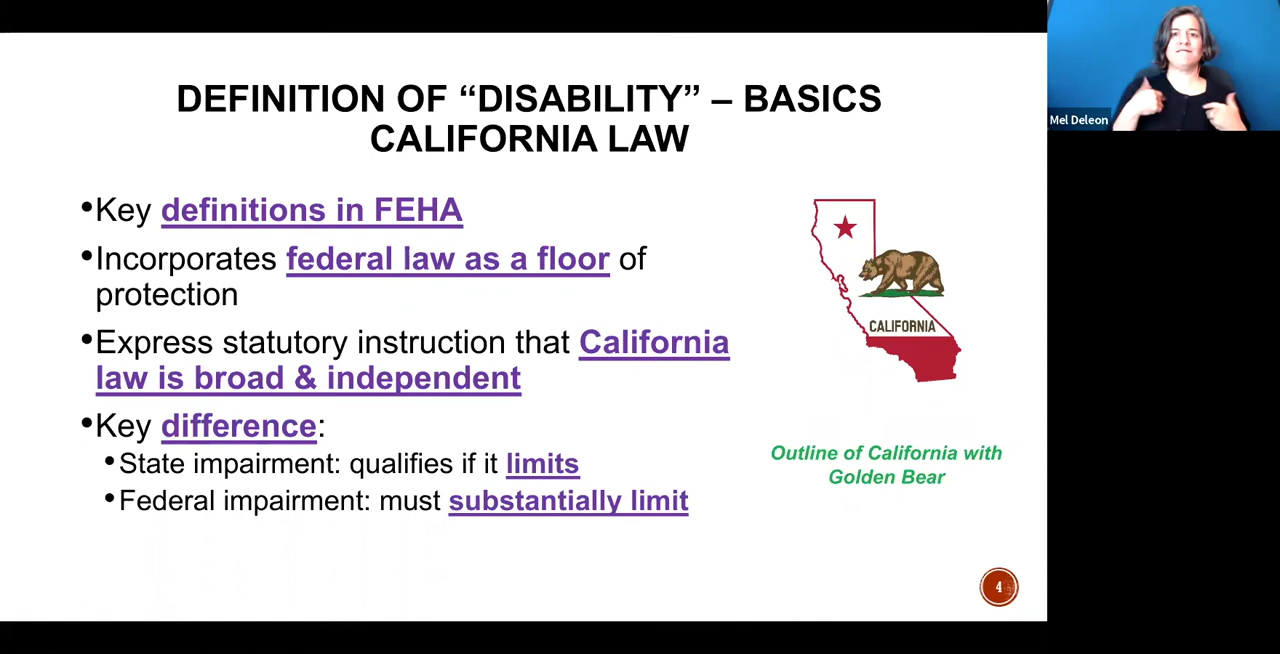 DEFINITION OF “DISABILITY” – BASICS
CALIFORNIA LAW
•Key definitions in FEHA
•Incorporates federal law as a floor of
protection
•Express statutory instruction that California
law is broad & independent
•Key difference:
•State impairment: qualifies if it limits
•Federal impairment: must substantially limit
CALIFORNIA
Outline of California with
Golden Bear
4
Mel Deleon